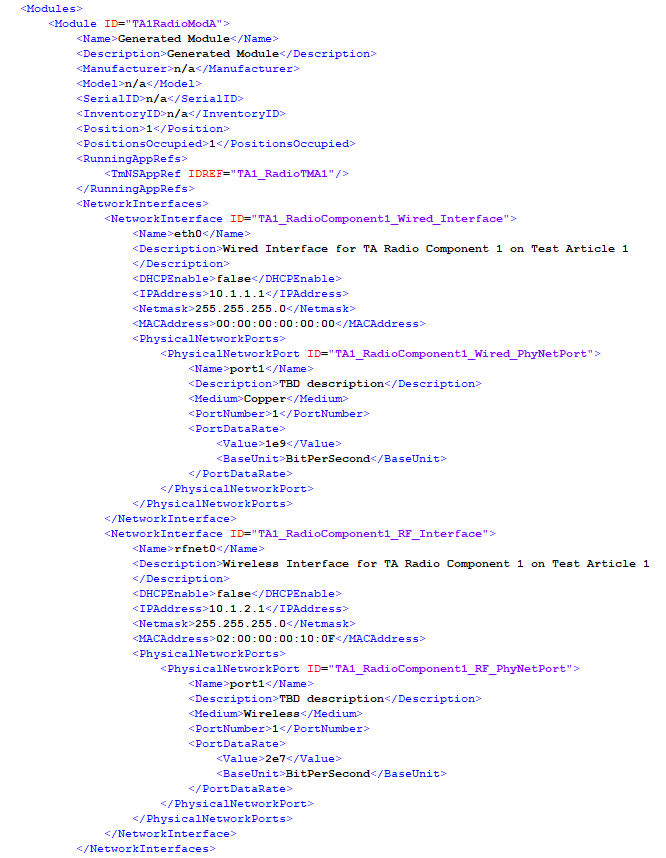 <Modules>
<Module ID="TA1RadioModA">
<Name>Generated Module</Name>
<Description>Generated Module</Description>
<Manufacturer>n/a</Manufacturer>
<Model>n/a</Model>
<SerialID>n/a</SerialID>
<InventoryID>n/a</InventoryID>
<Position>1</Position>
<PositionsOccupied>1</PositionsOccupied>
<RunningAppRefs>
<TmNSAppRef IDREF="TA1_RadioTMA1"/>
</RunningAppRefs>
<NetworkInterfaces>
<NetworkInterface ID="TA1_RadioComponent1_Wired_Interface">
<Name>eth0</Name>
<Description>Wired Interface for TA Radio Component 1 on Test Article 1
</Description>
<DHCPEnable>false</DHCPEnable>
<IPAddress>10.1.1.1</IPAddress>
<Netmask>255.255.255.0</Netmask>
<MACAddress>00:00:00:00:00:00</MACAddress>
<PhysicalNetworkPorts>
<PhysicalNetworkPort ID="TA1_RadioComponent1_Wired_PhyNetPort">
<Name>port1</Name>
<Description>TBD description</Description>
<Medium>Copper</Medium>
<PortNumber>1</PortNumber>
<PortDataRate>
<Value>1e9</Value>
<BaseUnit>BitPerSecond</BaseUnit>
</PortDataRate>
</PhysicalNetworkPort>
</PhysicalNetworkPorts>
</NetworkInterface>
<NetworkInterface ID="TA1_RadioComponent1_RF_Interface">
<Name>rfnet0</Name>
<Description>Wireless Interface for TA Radio Component 1 on Test Article 1
</Description>
<DHCPEnable>false</DHCPEnable>
<IPAddress>10.1.2.1</IPAddress>
<Netmask>255.255.255.0</Netmask>
<MACAddress>02:00:00:00:10:0F</MACAddress>
<PhysicalNetworkPorts>
<PhysicalNetworkPort ID="TA1_RadioComponent1_RF_PhyNetPort">
<Name>port1</Name>
<Description>TBD description</Description>
<Medium>Wireless</Medium>
<PortNumber>1</PortNumber>
<PortDataRate>
<Value>2e7</Value>
<BaseUnit>BitPerSecond</BaseUnit>
</PortDataRate>
</PhysicalNetworkPort>
</PhysicalNetworkPorts>
</NetworkInterface>
</NetworkInterfaces>